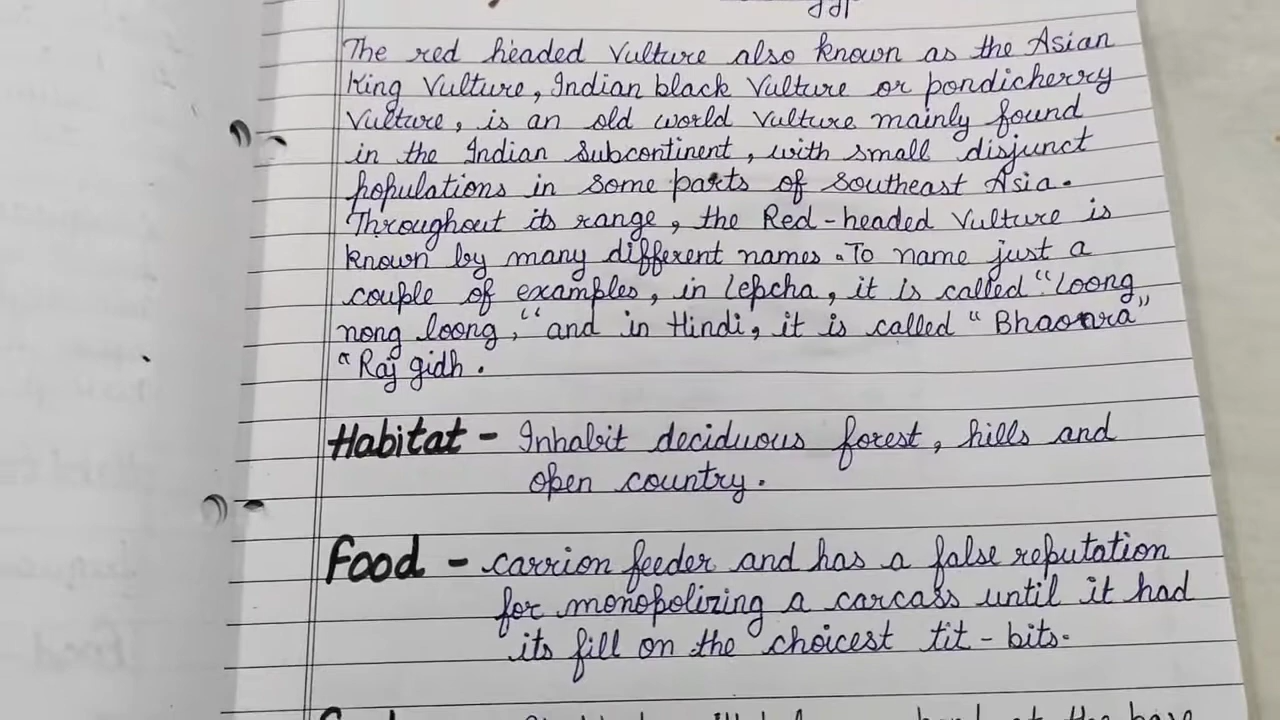 The red headed Vulture also known as the Asian
King Vulture, Indian black Vulture or pondicherry
Vulture, is an old world Vulture mainly found
in the Indian Subcontinent, with small disjunct
populations in some parts of Southeast Asia.
Throughout its range, the Red-headed Vulture is
known by many different names. To name just a
couple of examples, in Lepcha, it is called "Loong
nong loong," and in Hindi, it is called "Bhaonra"
"Raj gidh.
Habitat - Inhabit deciduous forest, hills and
open country.
Food - carrion feeder and has a false reputation
for monopolizing a carcass until it had
its fill on the choicest tit-bits.